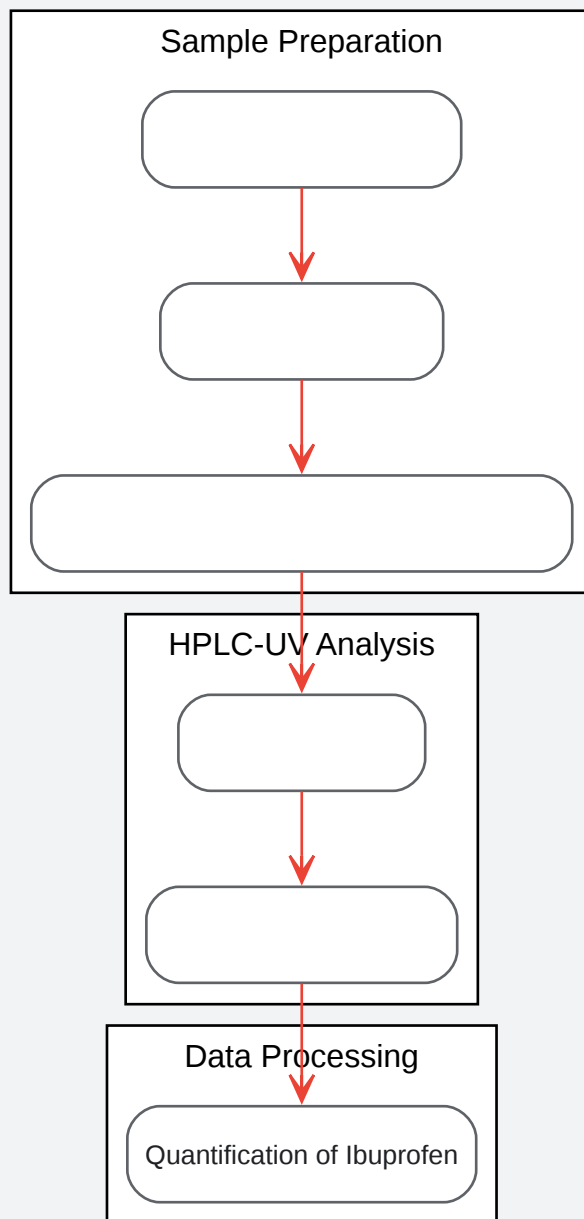 Sample Preparation
HPLC-UV Analysis
Data Processing
Quantification of Ibuprofen